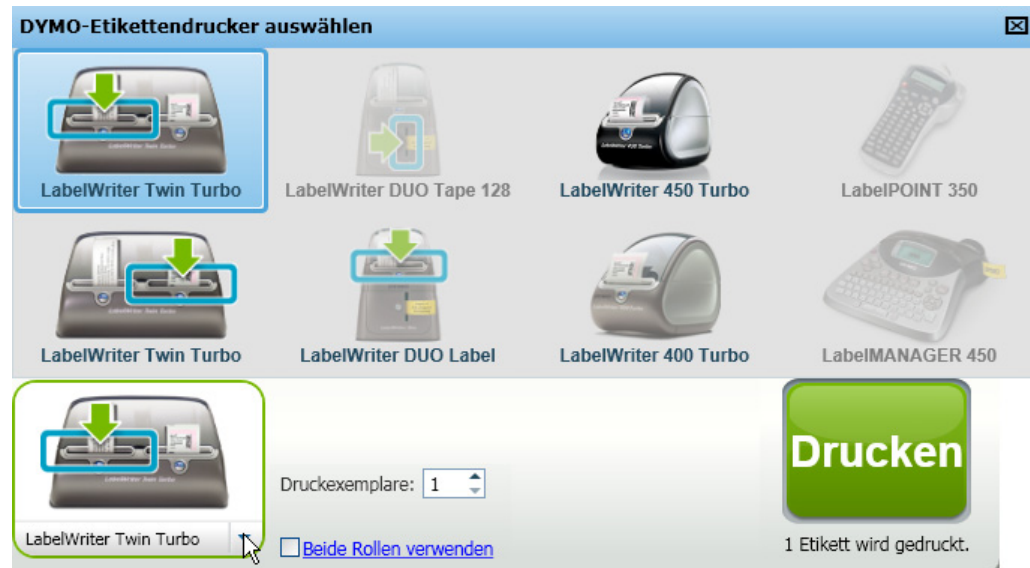 DYMO-Etikettendrucker auswählen
LabelWriter Twin Turbo
LabelWriter DUO Tape 128
LabelWriter 450 Turbo
LabelPOINT 350
LabelWriter Twin Turbo
LabelWriter DUO Label
LabelWriter 400 Turbo
LabelMANAGER 450
LabelWriter Twin Turbo
Druckexemplare: 1
Beide Rollen verwenden
Drucken
1 Etikett wird gedruckt.